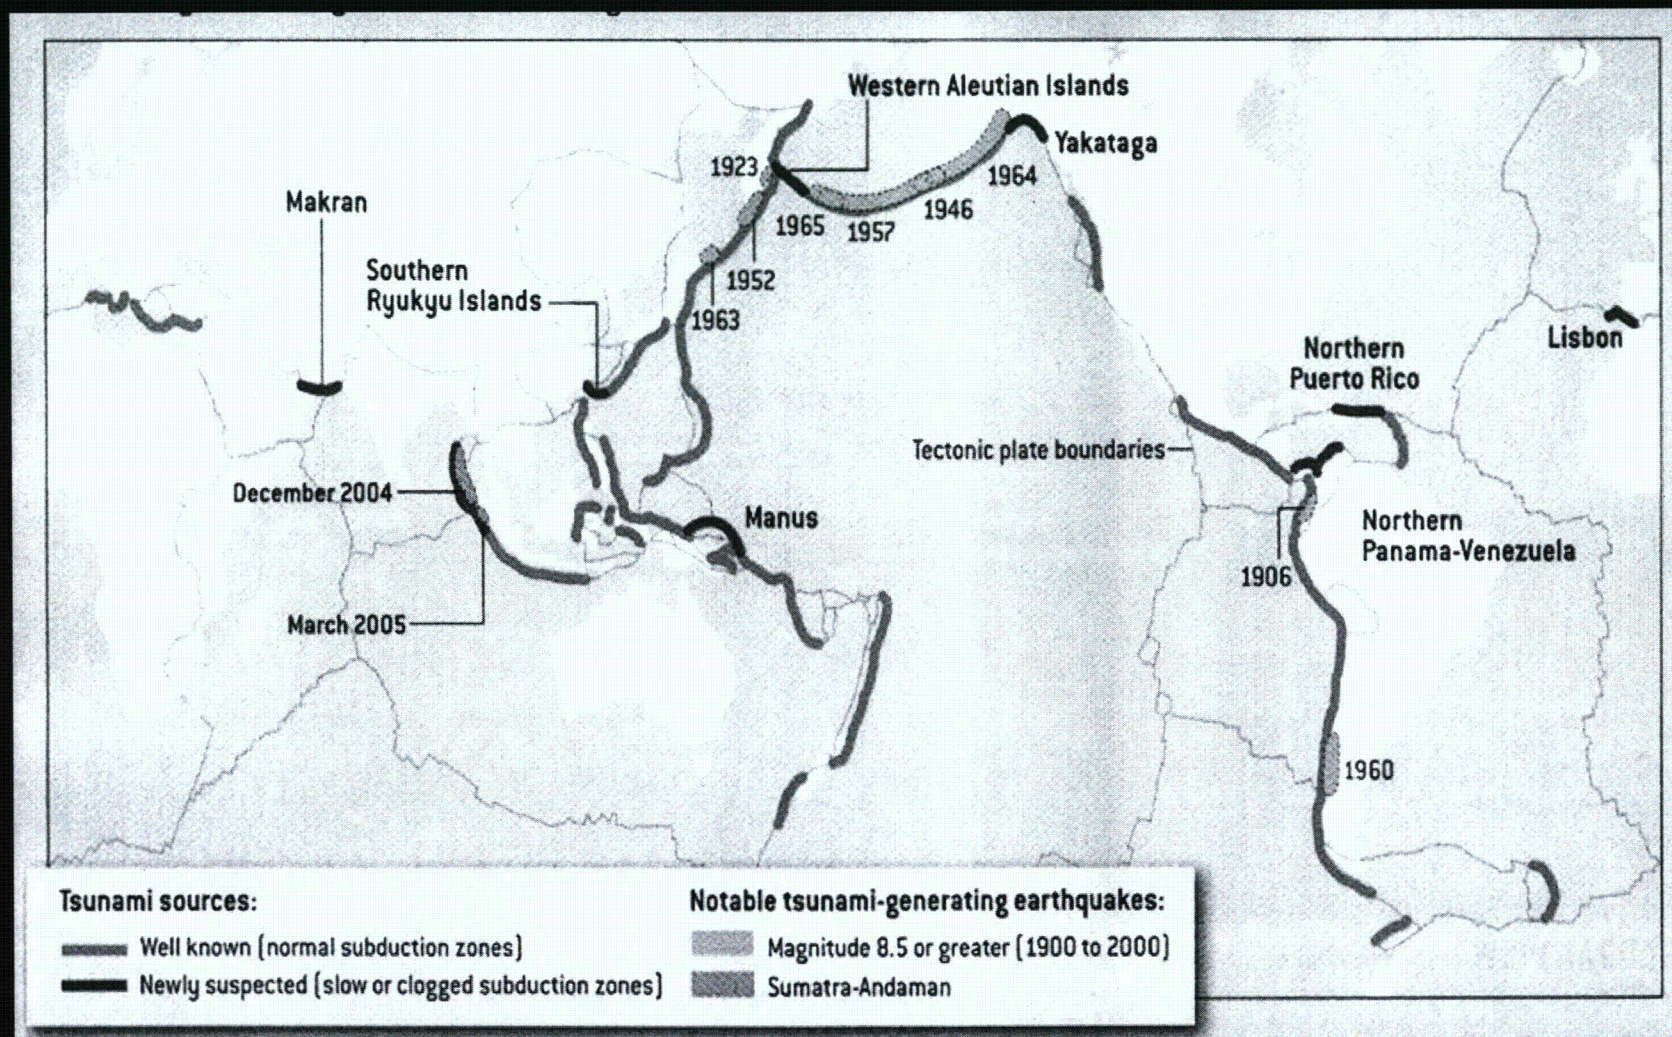 Western Aleutian Islands
Yakataga
1923
1964
Makran
1946
1965
1957
Southern
Ryukyu Islands
1952
1963
Lisbon
Northern
Puerto Rico
Tectonic plate boundaries
December 2004
Manus
Northern
Panama-Venezuela
1906
March 2005
1960
Tsunami sources:
Well known (normal subduction zones)
Newly suspected (slow or clogged subduction zones)
Notable tsunami-generating earthquakes:
Magnitude 8.5 or greater (1900 to 2000)
Sumatra-Andaman